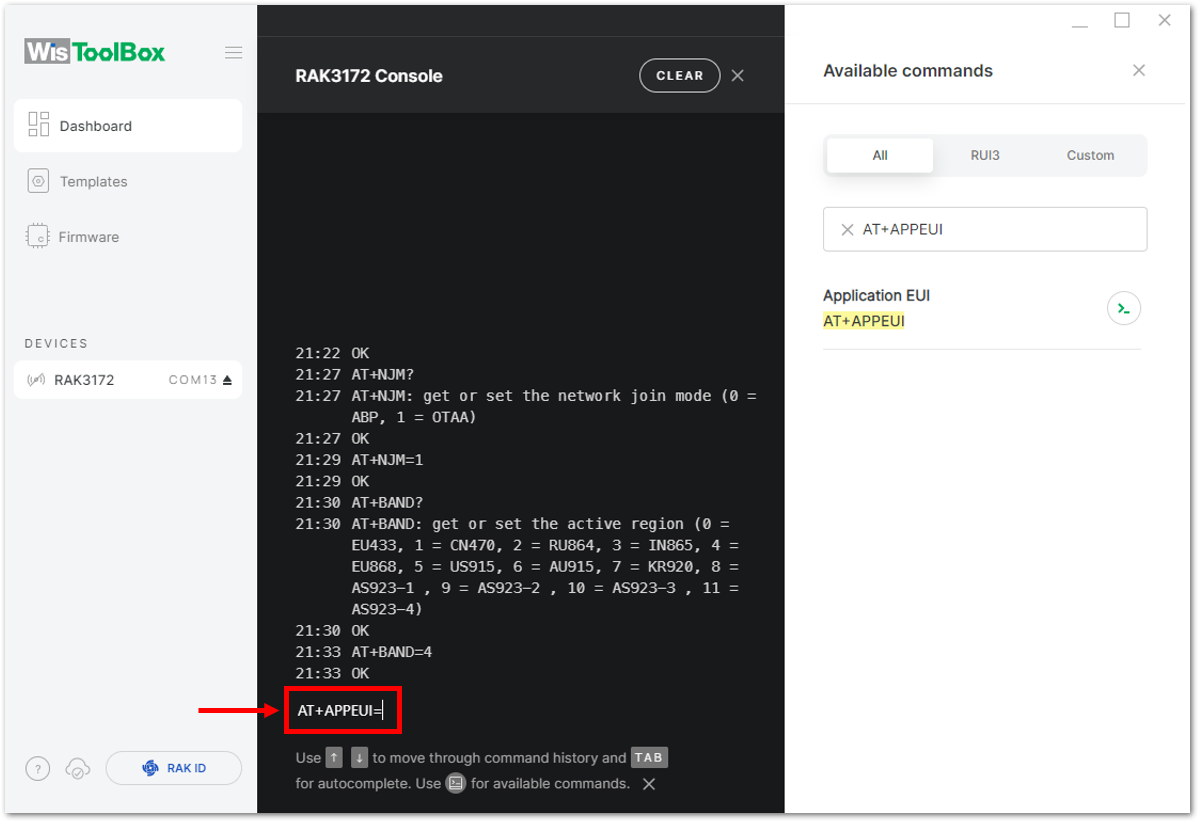 WisToolBox
Dashboard
Templates
Firmware
DEVICES
RAK3172 COM13
?
RAK ID
RAK3172 Console
CLEAR
21:22 OK
21:27 AT+NJM?
21:27 AT+NJM: get or set the network join mode (0 =
ABP, 1 = OTAA)
21:27 OK
21:29 AT+NJM=1
21:29 OK
21:30 AT+BAND?
21:30 AT+BAND: get or set the active region (0 =
EU433, 1 = CN470, 2 = RU864, 3 = IN865, 4 =
EU868, 5 = US915, 6 = AU915, 7 = KR920, 8 =
AS923-1 , 9 = AS923-2 , 10 = AS923-3 , 11 =
AS923-4)
21:30 OK
21:33 AT+BAND=4
21:33 OK
AT+APPEUI=
Use ↑ ↓ to move through command history and TAB
for autocomplete. Use for available commands.
Available commands
All RUI3 Custom
AT+APPEUI
Application EUI
AT+APPEUI